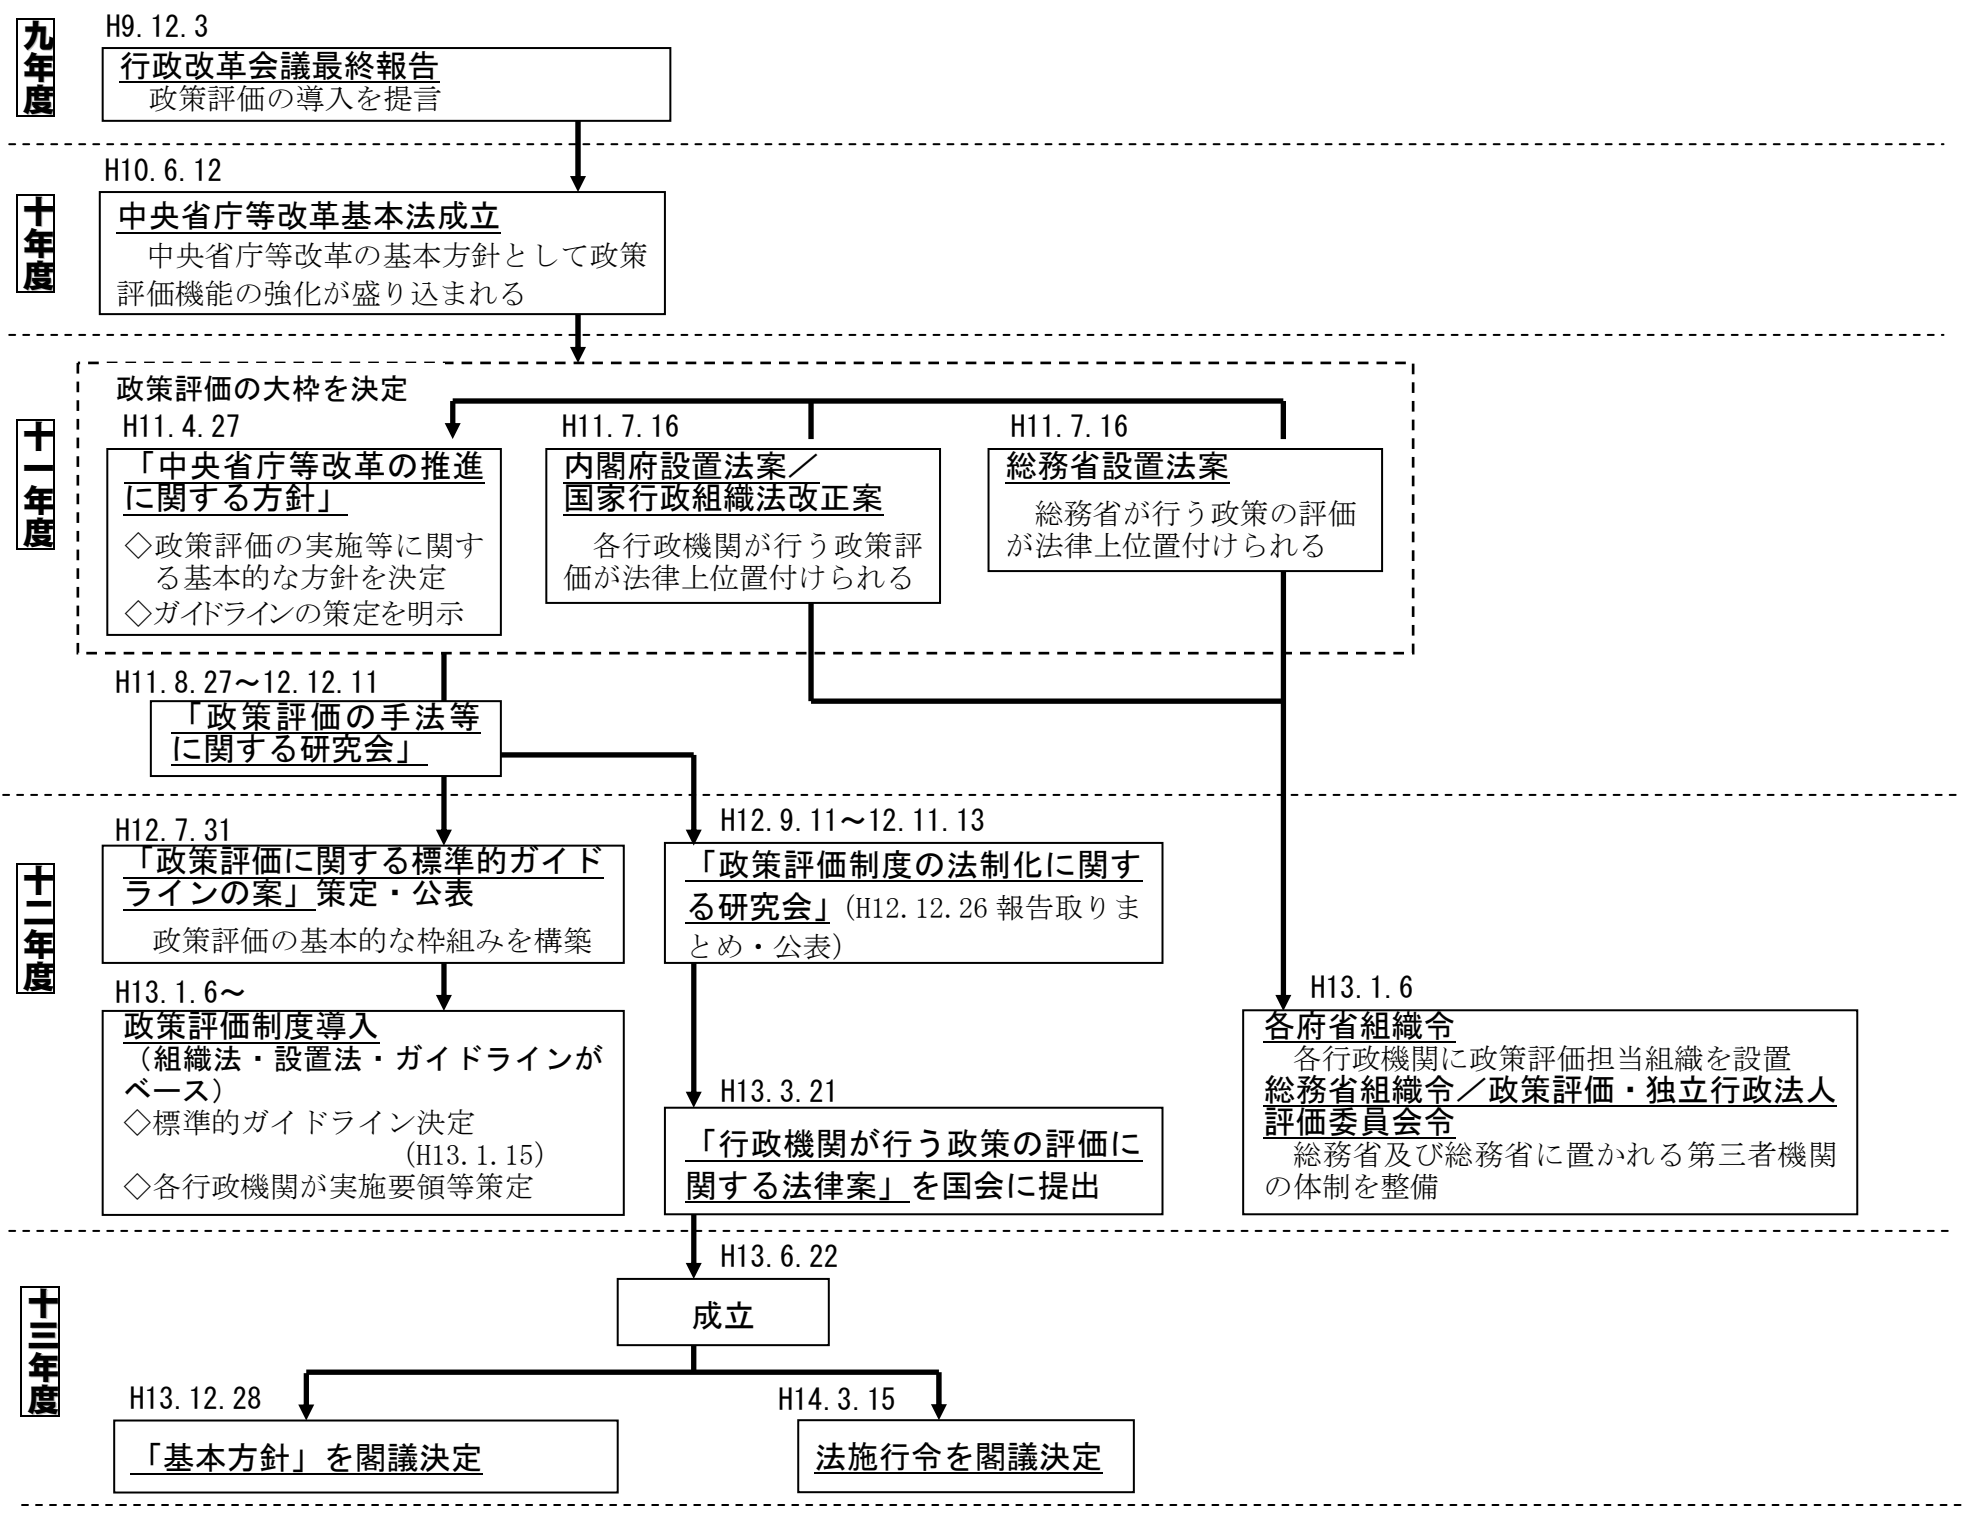 九年度
H9.12.3
行政改革会議最終報告
政策評価の導入を提言
十年度
H10.6.12
中央省庁等改革基本法成立
中央省庁等改革の基本方針として政策
評価機能の強化が盛り込まれる
十一年度
政策評価の大枠を決定
H11.4.27
「中央省庁等改革の推進
に関する方針」
◇政策評価の実施等に関す
る基本的な方針を決定
◇ガイドラインの策定を明示
H11.7.16
内閣府設置法案／
国家行政組織法改正案
各行政機関が行う政策評
価が法律上位置付けられる
H11.7.16
総務省設置法案
総務省が行う政策の評価
が法律上位置付けられる
H11.8.27～12.12.11
「政策評価の手法等
に関する研究会」
十二年度
H12.7.31
「政策評価に関する標準的ガイド
ラインの案」策定・公表
政策評価の基本的な枠組みを構築
H12.9.11～12.11.13
「政策評価制度の法制化に関す
る研究会」(H12.12.26 報告取りま
とめ・公表)
H13.1.6～
政策評価制度導入
（組織法・設置法・ガイドラインが
ベース）
◇標準的ガイドライン決定
(H13.1.15)
◇各行政機関が実施要領等策定
H13.3.21
「行政機関が行う政策の評価に
関する法律案」を国会に提出
H13.1.6
各府省組織令
各行政機関に政策評価担当組織を設置
総務省組織令／政策評価・独立行政法人
評価委員会令
総務省及び総務省に置かれる第三者機関
の体制を整備
十三年度
H13.6.22
成立
H13.12.28
「基本方針」を閣議決定
H14.3.15
法施行令を閣議決定